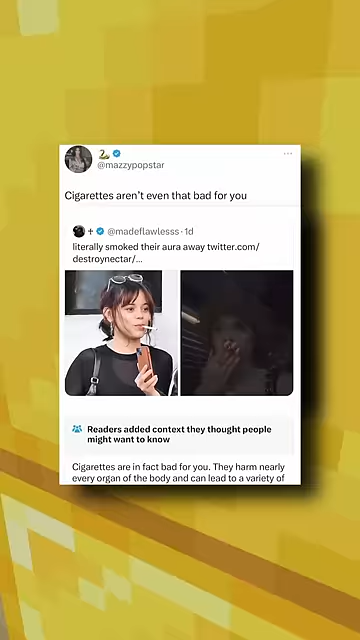 @mazzypopstar
Cigarettes aren't even that bad for you
@madeflawlesss · 1d
literally smoked their aura away twitter.com/
destroynectar/...
Readers added context they thought people
might want to know
Cigarettes are in fact bad for you. They harm nearly
every organ of the body and can lead to a variety of